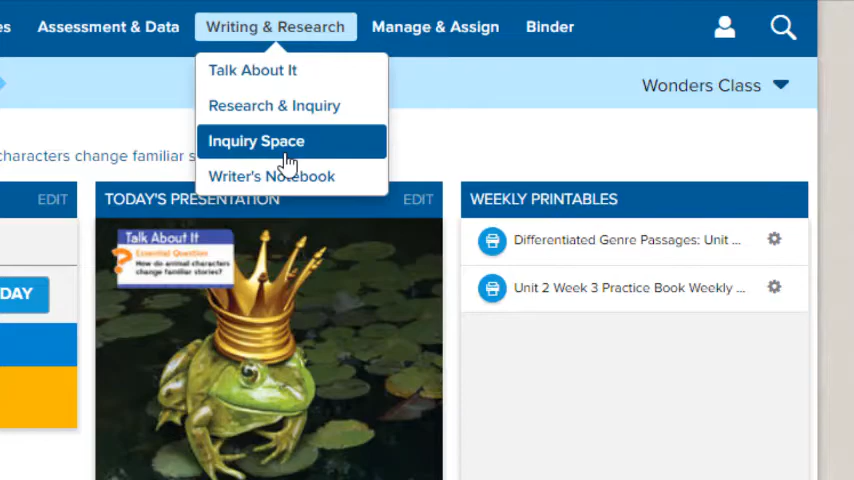 es Assessment & Data Writing & Research Manage & Assign Binder
Talk About It
Wonders Class
Research & Inquiry
Inquiry Space
characters change familiar s
Writer's Notebook
EDIT
TODAY'S PRESENTATION EDIT
WEEKLY PRINTABLES
Talk About It
Essential Question
How do animal characters
change familiar stories?
DAY
Differentiated Genre Passages: Unit ...
Unit 2 Week 3 Practice Book Weekly ...